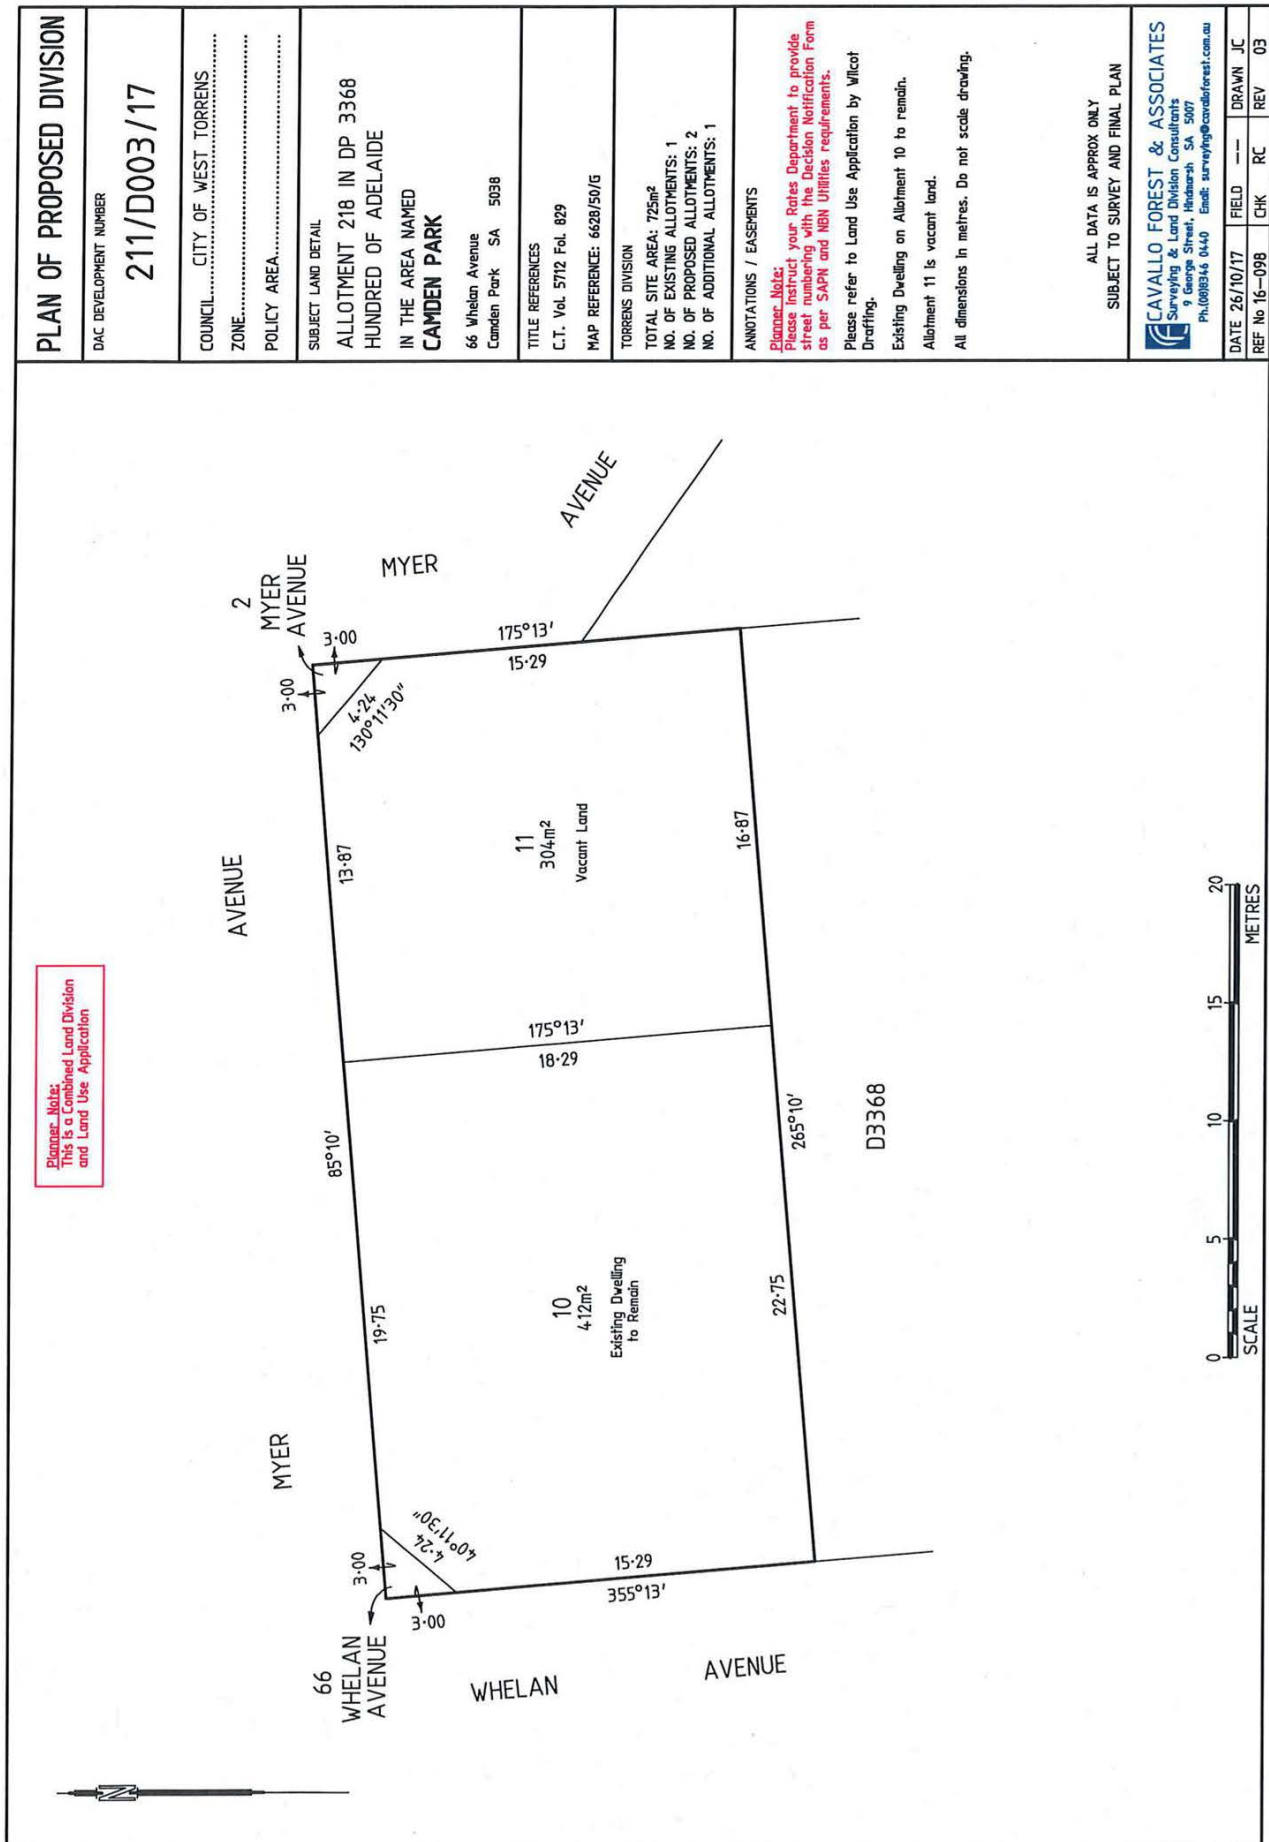 PLAN OF PROPOSED DIVISION
DAC DEVELOPMENT NUMBER
211/D003/17
COUNCIL CITY OF WEST TORRENS
ZONE
POLICY AREA
SUBJECT LAND DETAIL
ALLOTMENT 218 IN DP 3368
HUNDRED OF ADELAIDE
IN THE AREA NAMED
CAMDEN PARK
66 Whelan Avenue
Camden Park SA 5038
TITLE REFERENCES
C.T. Vol. 5712 Fol. 829
MAP REFERENCE: 6628/50/G
TORRENS DIVISION
TOTAL SITE AREA: 725m²
NO. OF EXISTING ALLOTMENTS: 1
NO. OF PROPOSED ALLOTMENTS: 2
NO. OF ADDITIONAL ALLOTMENTS: 1
ANNOTATIONS / EASEMENTS
Planner Note:
Please instruct your Rates Department to provide
street numbering with the Decision Notification Form
as per SAPN and NBN Utilities requirements.
Please refer to Land Use Application by Wilcot
Drafting.
Existing Dwelling on Allotment 10 to remain.
Allotment 11 is vacant land.
All dimensions in metres. Do not scale drawing.
ALL DATA IS APPROX ONLY
SUBJECT TO SURVEY AND FINAL PLAN
CAVALLO FOREST & ASSOCIATES
Surveying & Land Division Consultants
9 George Street, Hindmarsh SA 5007
Ph.(08)8346 0440 Email: surveying@cavalloforest.com.au
DATE 26/10/17 FIELD --- DRAWN JC
REF No 16-098 CHK RC REV 03
Planner Note:
This is a Combined Land Division
and Land Use Application
N
MYER
AVENUE
66
WHELAN
AVENUE
2
MYER
AVENUE
3·00
3·00
3·00
3·00
4·24
40°11'30"
4·24
130°11'30"
19·75
85°10'
13·87
MYER
AVENUE
175°13'
15·29
10
412m²
Existing Dwelling
to Remain
175°13'
18·29
11
304m²
Vacant Land
15·29
355°13'
WHELAN
AVENUE
22·75
265°10'
16·87
D3368
0 5 10 15 20
SCALE METRES